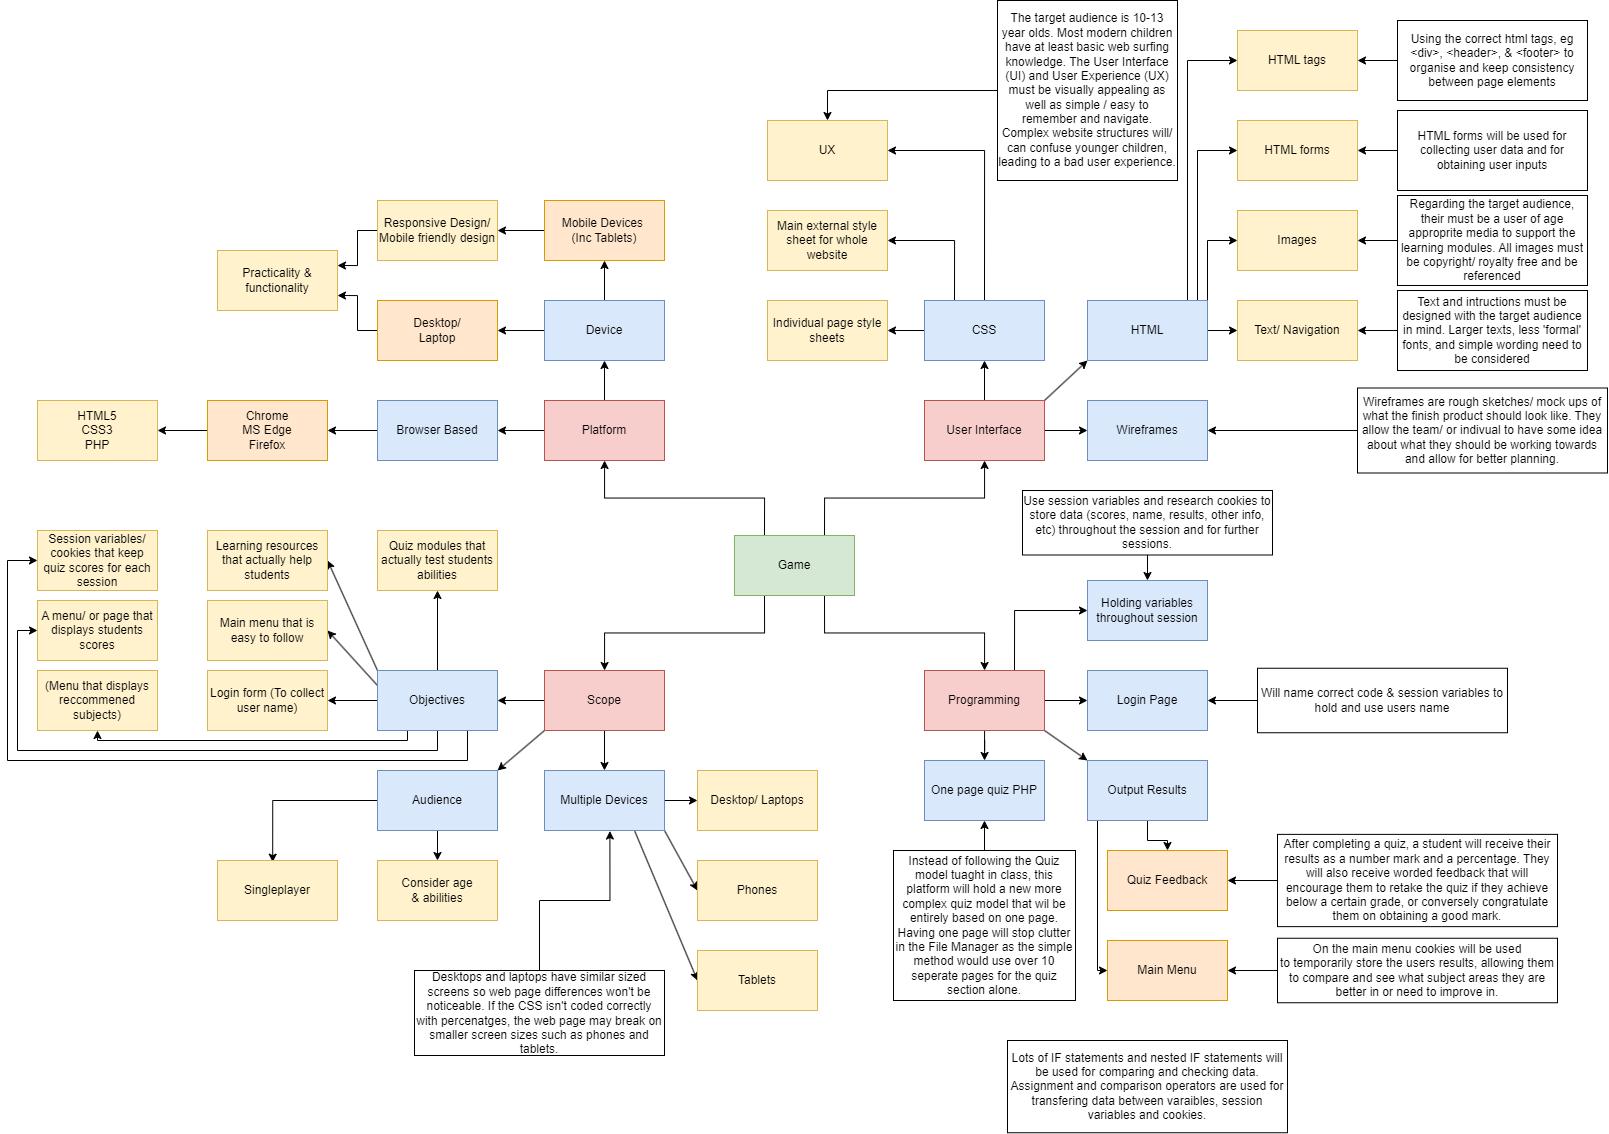 The target audience is 10-13
year olds. Most modern children
have at least basic web surfing
knowledge. The User Interface
(UI) and User Experience (UX)
must be visually appealing as
well as simple / easy to
remember and navigate.
Complex website structures will/
can confuse younger children,
leading to a bad user experience.
HTML tags
Using the correct html tags, eg
<div>, <header>, & <footer> to
organise and keep consistency
between page elements
UX
HTML forms
HTML forms will be used for
collecting user data and for
obtaining user inputs
Responsive Design/
Mobile friendly design
Mobile Devices
(Inc Tablets)
Main external style
sheet for whole
website
Images
Regarding the target audience,
their must be a user of age
approprite media to support the
learning modules. All images must
be copyright/ royalty free and be
referenced
Practicality &
functionality
Desktop/
Laptop
Device
Individual page style
sheets
CSS
HTML
Text/ Navigation
Text and intructions must be
designed with the target audience
in mind. Larger texts, less 'formal'
fonts, and simple wording need to
be considered
HTML5
CSS3
PHP
Chrome
MS Edge
Firefox
Browser Based
Platform
User Interface
Wireframes
Wireframes are rough sketches/ mock ups of
what the finish product should look like. They
allow the team/ or indivual to have some idea
about what they should be working towards
and allow for better planning.
Use session variables and research cookies to
store data (scores, name, results, other info,
etc) throughout the session and for further
sessions.
Session variables/
cookies that keep
quiz scores for each
session
Learning resources
that actually help
students
Quiz modules that
actually test students
abilities
Game
Holding variables
throughout session
A menu/ or page that
displays students
scores
Main menu that is
easy to follow
(Menu that displays
reccommened
subjects)
Login form (To collect
user name)
Objectives
Scope
Programming
Login Page
Will name correct code & session variables to
hold and use users name
Audience
Multiple Devices
Desktop/ Laptops
One page quiz PHP
Output Results
Singleplayer
Consider age
& abilities
Phones
Instead of following the Quiz
model tuaght in class, this
platform will hold a new more
complex quiz model that wil be
entirely based on one page.
Having one page will stop clutter
in the File Manager as the simple
method would use over 10
seperate pages for the quiz
section alone.
Quiz Feedback
After completing a quiz, a student will receive their
results as a number mark and a percentage. They
will also receive worded feedback that will
encourage them to retake the quiz if they achieve
below a certain grade, or conversely congratulate
them on obtaining a good mark.
Tablets
Desktops and laptops have similar sized
screens so web page differences won't be
noticeable. If the CSS isn't coded correctly
with percenatges, the web page may break on
smaller screen sizes such as phones and
tablets.
Main Menu
On the main menu cookies will be used
to temporarily store the users results, allowing them
to compare and see what subject areas they are
better in or need to improve in.
Lots of IF statements and nested IF statements will
be used for comparing and checking data.
Assignment and comparison operators are used for
transfering data between varaibles, session
variables and cookies.